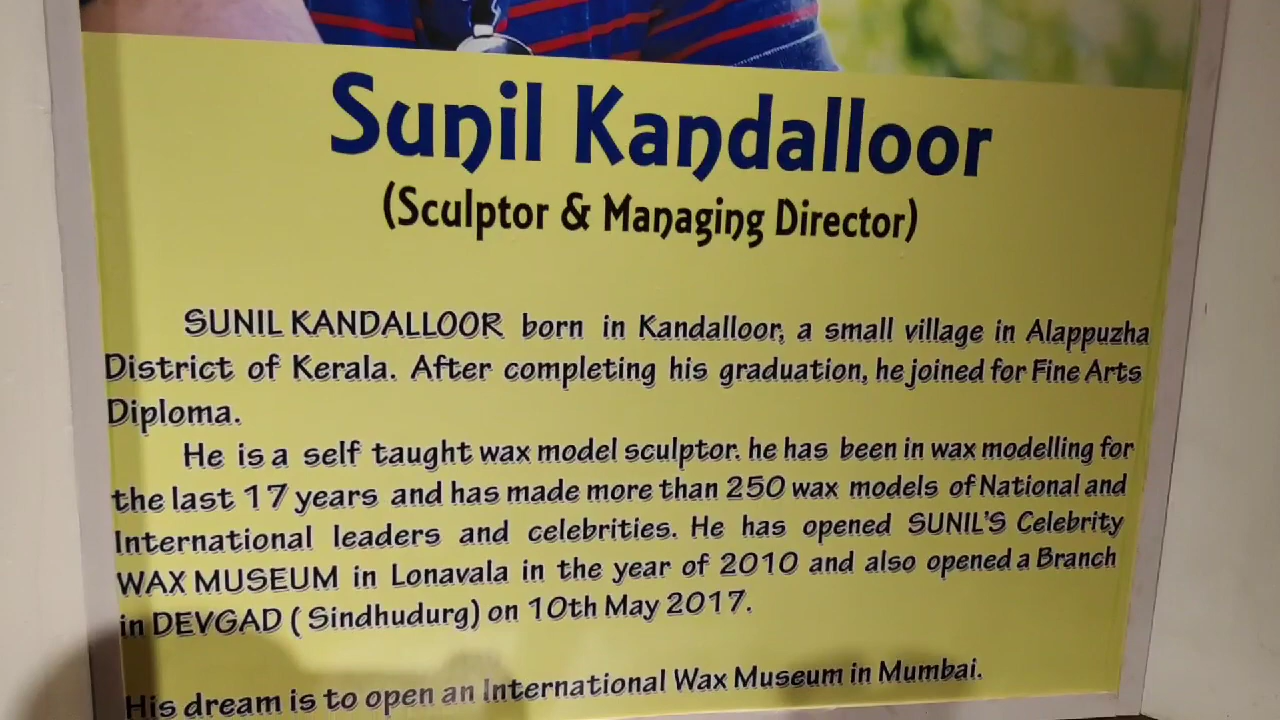 Sunil Kandalloor
(Sculptor & Managing Director)
SUNIL KANDALLOOR born in Kandalloor, a small village in Alappuzha
District of Kerala. After completing his graduation, he joined for Fine Arts
Diploma.
He is a self taught wax model sculptor. he has been in wax modelling for
the last 17 years and has made more than 250 wax models of National and
International leaders and celebrities. He has opened SUNIL'S Celebrity
WAX MUSEUM in Lonavala in the year of 2010 and also opened a Branch
in DEVGAD ( Sindhudurg) on 10th May 2017.
His dream is to open an International Wax Museum in Mumbai.